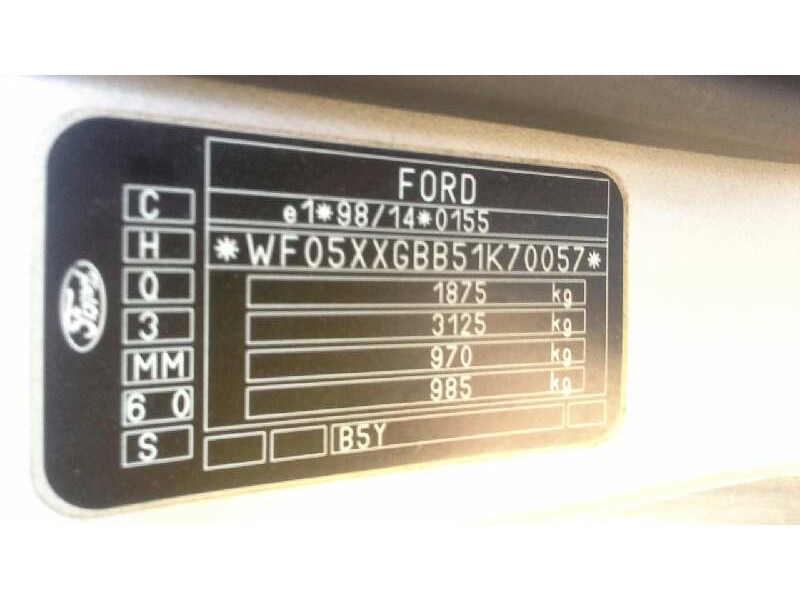 FORD
e1*98/14*0155
*WF05XXGBB51K70057*
1875 kg
3125 kg
970 kg
985 kg
B5Y
C
H
0
3
MM
6 0
S
Ford